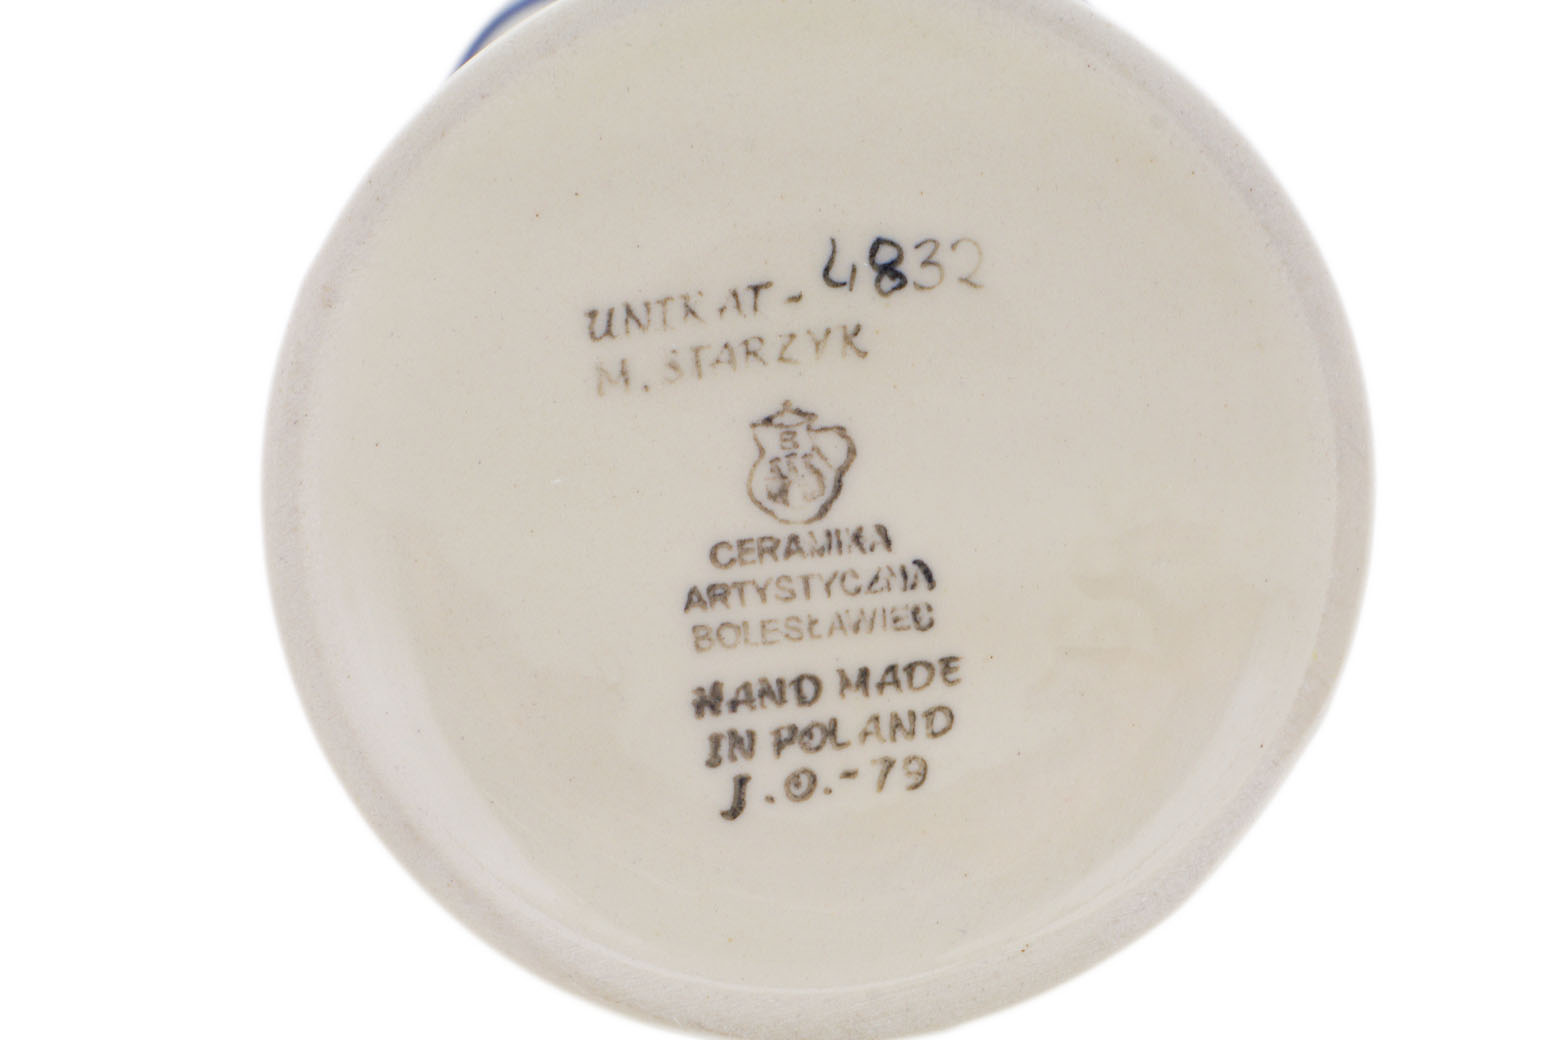 UNIKAT - 4832
M. STARZYK
B
CERAMIKA
ARTYSTYCZNA
BOLESŁAWIEC
HAND MADE
IN POLAND
J.O.-79